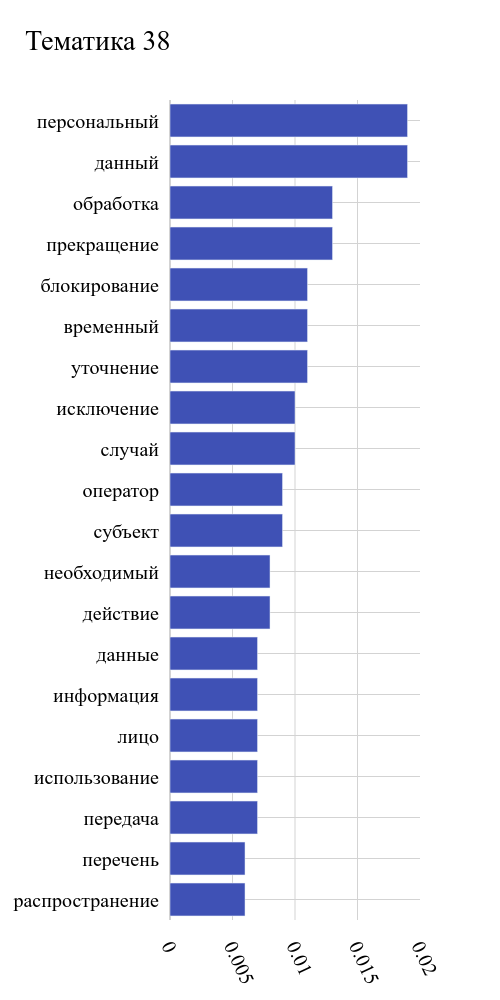 Тематика 38
персональный
данный
обработка
прекращение
блокирование
временный
уточнение
исключение
случай
оператор
субъект
необходимый
действие
данные
информация
лицо
использование
передача
перечень
распространение
0
0.005
0.01
0.015
0.02